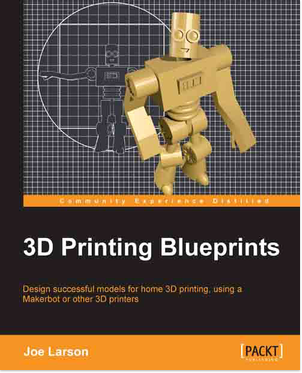 Community Experience Distilled
3D Printing Blueprints
Design successful models for home 3D printing, using a
Makerbot or other 3D printers
Joe Larson
[PACKT]
PUBLISHING